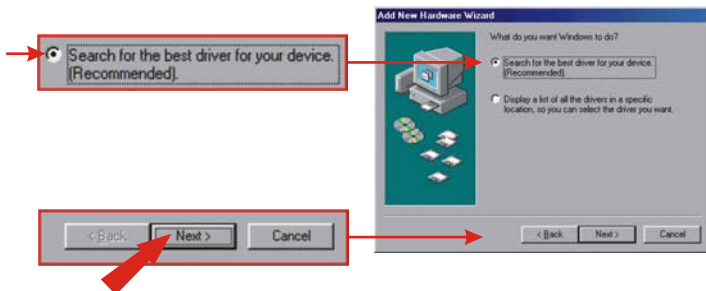 Search for the best driver for your device.
(Recommended).
< Back
Next >
Cancel
Add New Hardware Wizard
What do you want Windows to do?
Search for the best driver for your device.
(Recommended).
Display a list of all the drivers in a specific
location, so you can select the driver you want.
< Back
Next >
Cancel